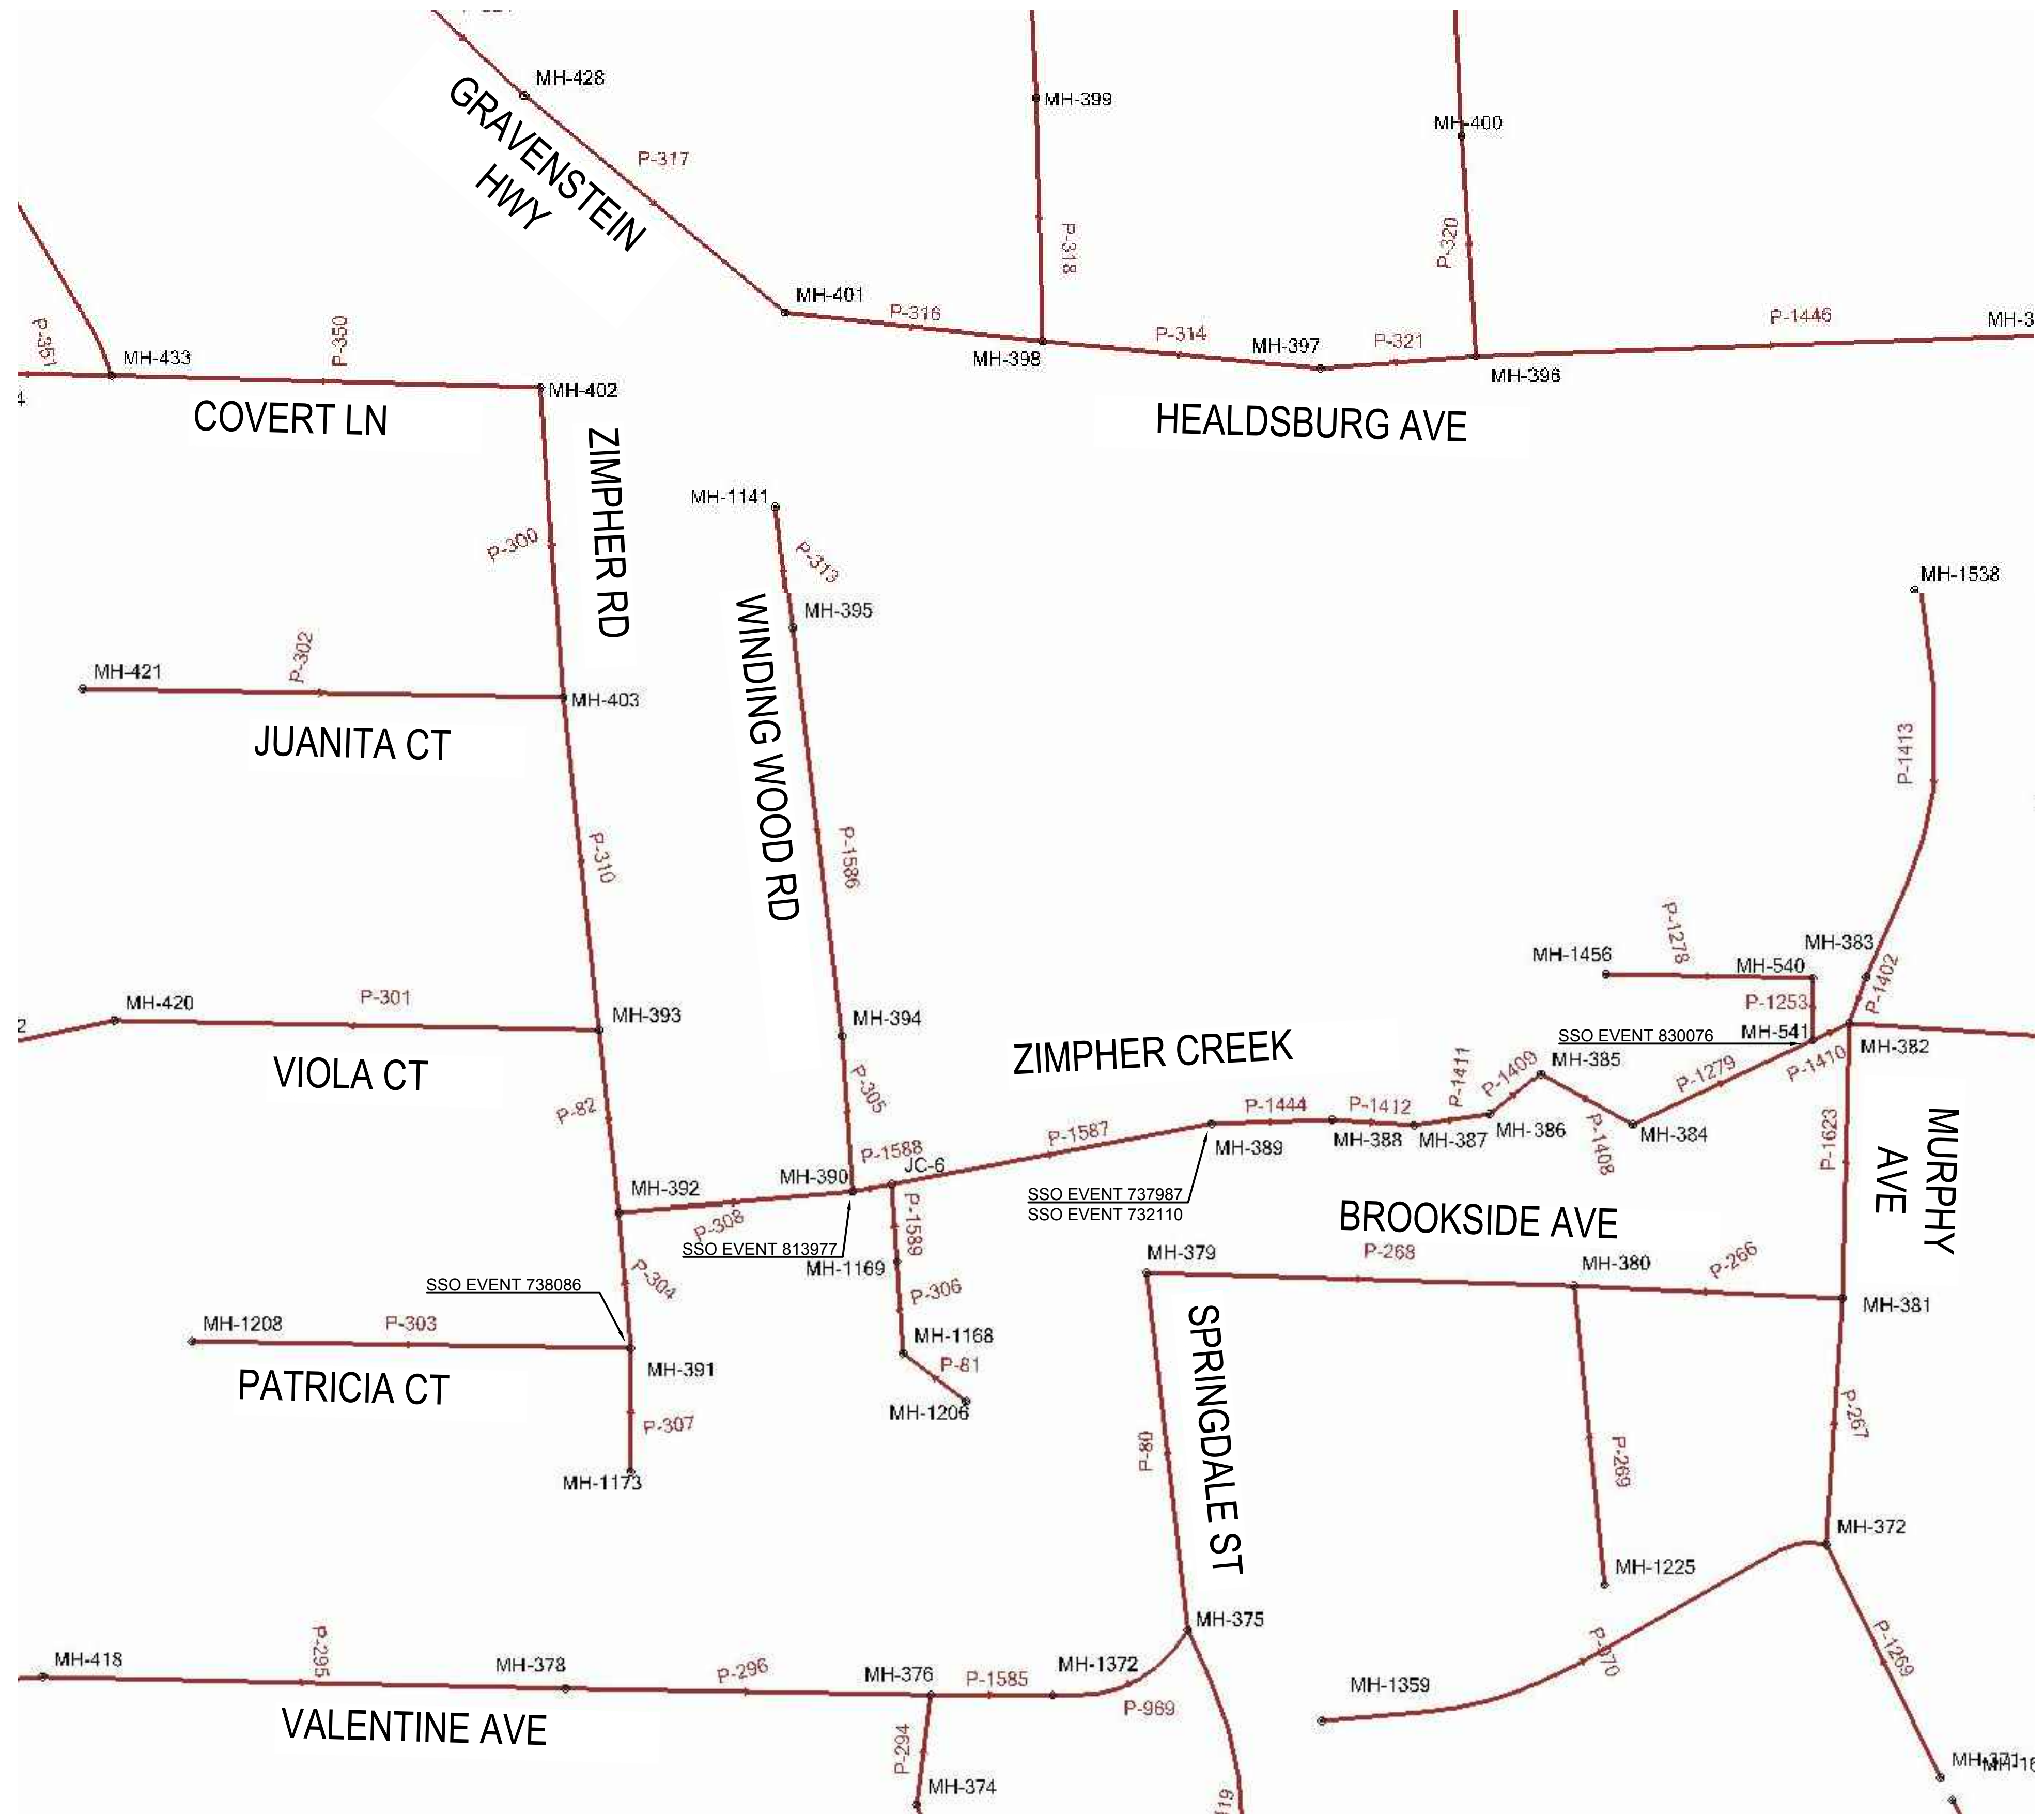 MH-428
GRAVENSTEIN
HWY
P-317
MH-399
MH-400
P-318
P-320
MH-401
P-316
MH-398
P-314
MH-397
P-321
MH-396
P-1446
MH-3
P-351
MH-433
P-350
MH-402
4
COVERT LN
HEALDSBURG AVE
ZIMPHER RD
P-300
MH-1141
P-313
MH-395
WINDING WOOD RD
MH-1538
P-1413
P-302
MH-421
MH-403
JUANITA CT
P-310
P-1586
MH-383
P-1278
MH-1456
MH-540
P-1402
P-1253
2
MH-420
P-301
MH-393
MH-394
VIOLA CT
P-82
P-305
ZIMPHER CREEK
SSO EVENT 830076
MH-541
MH-382
MH-385
P-1411
P-1409
P-1279
P-1410
P-1444
P-1412
MH-389
MH-388
MH-387
MH-386
P-1408
MH-384
P-1623
MURPHY
AVE
P-1587
P-1588
JC-6
MH-390
MH-392
P-308
P-1589
SSO EVENT 737987
SSO EVENT 732110
BROOKSIDE AVE
SSO EVENT 813977
MH-1169
MH-379
P-268
MH-380
P-266
MH-381
P-304
SSO EVENT 738086
P-306
MH-1208
P-303
MH-1168
MH-391
P-81
PATRICIA CT
MH-1206
P-307
MH-1173
SPRINGDALE ST
P-80
P-269
P-267
MH-372
MH-1225
MH-375
P-970
P-1269
MH-418
P-295
MH-378
P-296
MH-376
P-1585
MH-1372
P-969
MH-1359
VALENTINE AVE
P-294
MH-374
MH-371
19